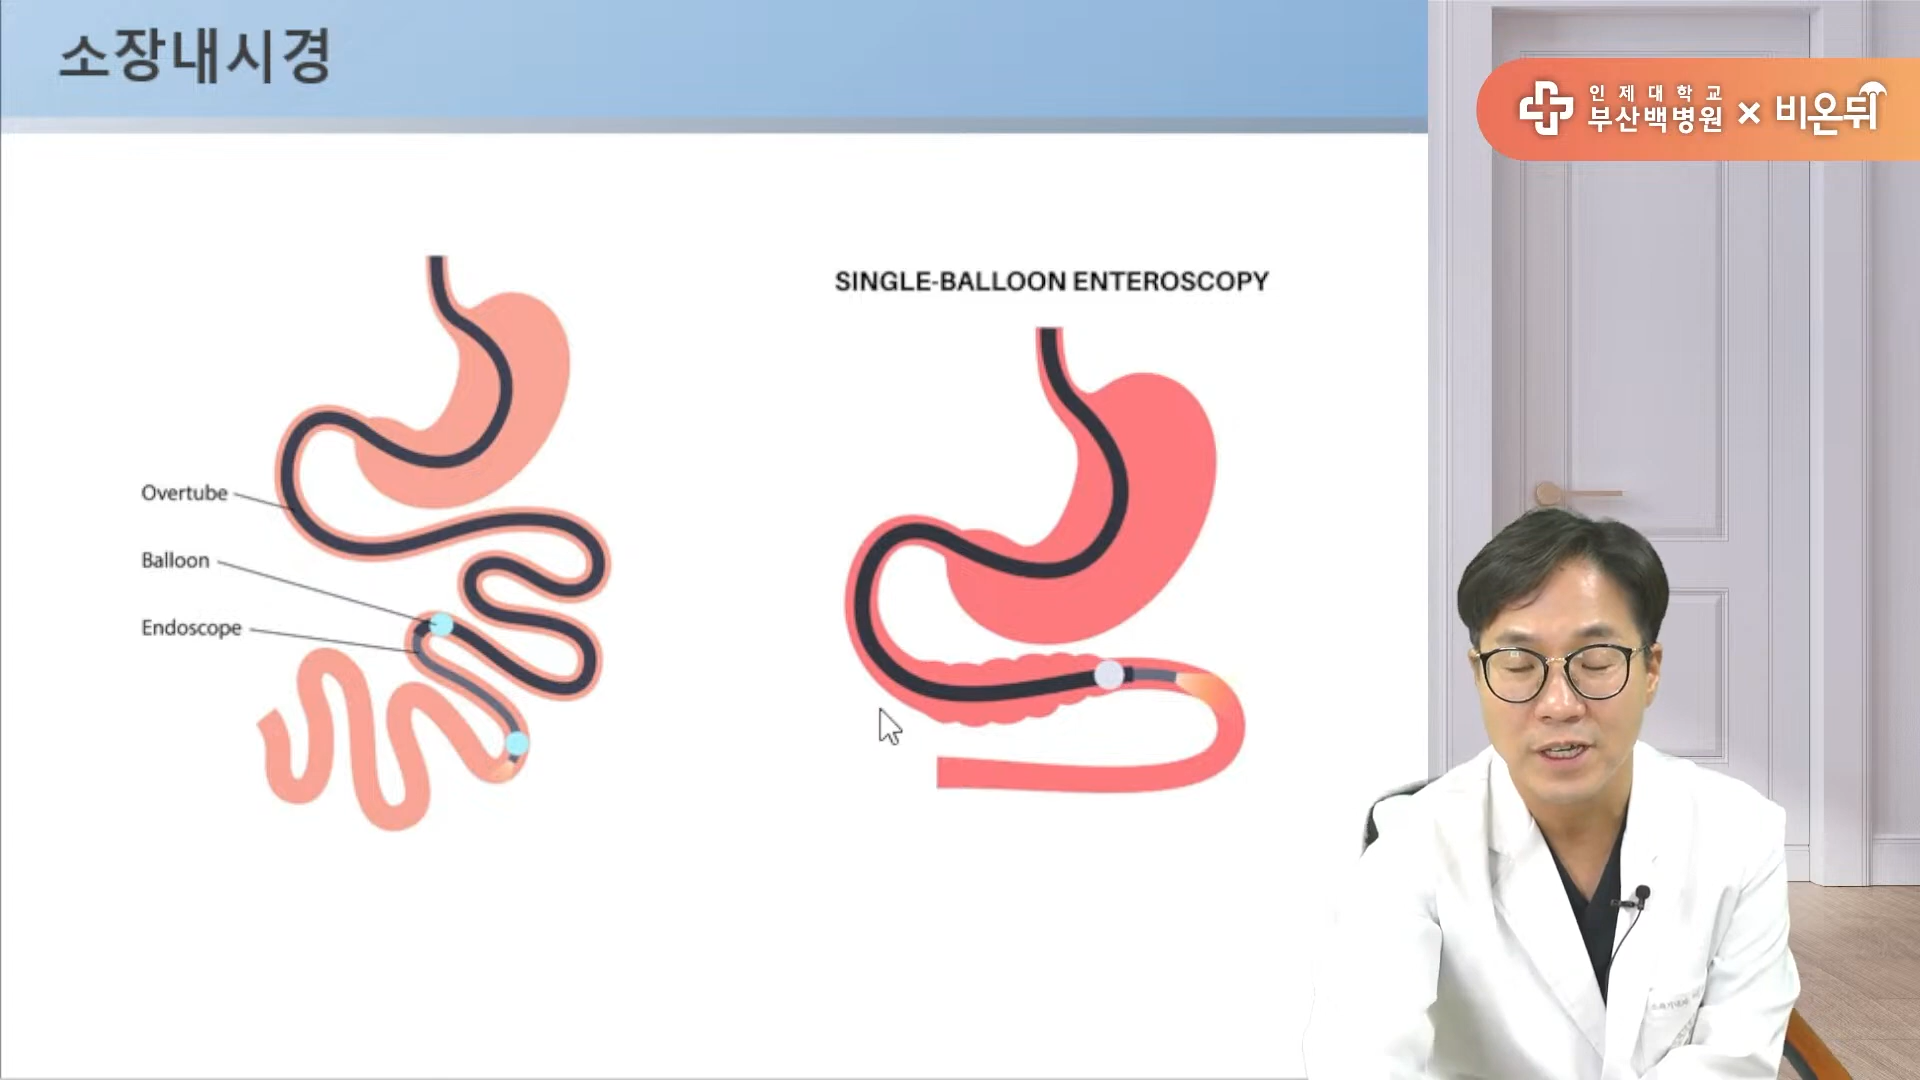 소장내시경
인제대학교
부산백병원 × 비온뒤
SINGLE-BALLOON ENTEROSCOPY
Overtube
Balloon
Endoscope